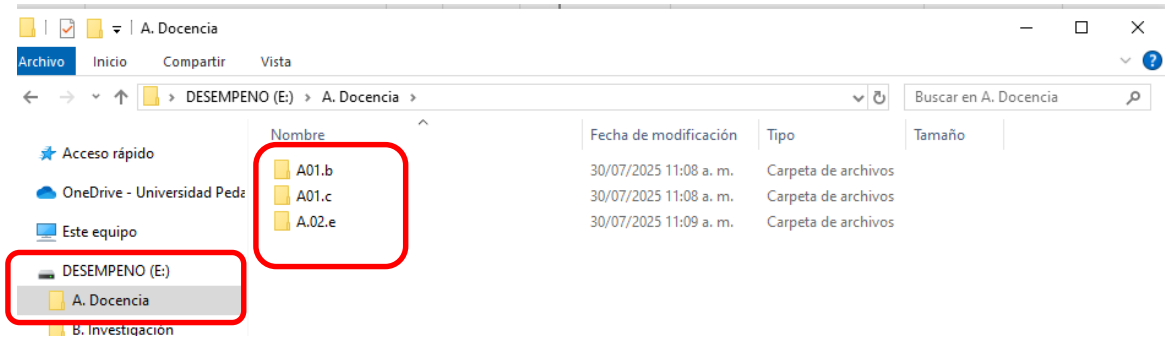 A. Docencia
Archivo Inicio Compartir Vista
DESEMPENO (E:) > A. Docencia >
Buscar en A. Docencia
Nombre Fecha de modificación Tipo Tamaño
Acceso rápido
OneDrive - Universidad Peda
Este equipo
DESEMPENO (E:)
A. Docencia
B. Investigación
A01.b 30/07/2025 11:08 a. m. Carpeta de archivos
A01.c 30/07/2025 11:08 a. m. Carpeta de archivos
A.02.e 30/07/2025 11:09 a. m. Carpeta de archivos